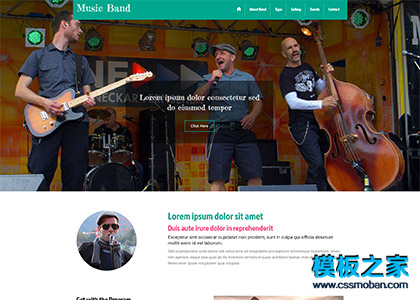 Music Band
About Band Type Gallery Events Contact
NECKAR
Lorem ipsum dolor consectetur sed
do eiusmod tempor
Click Here
Lorem ipsum dolor sit amet
Duis aute irure dolor in reprehenderit
Excepteur sint occaecat cupidatat non proident, sunt in culpa qui officia deserunt
mollit anim id est laborum.
Get with the Program
模板之家
www.cssmoban.com